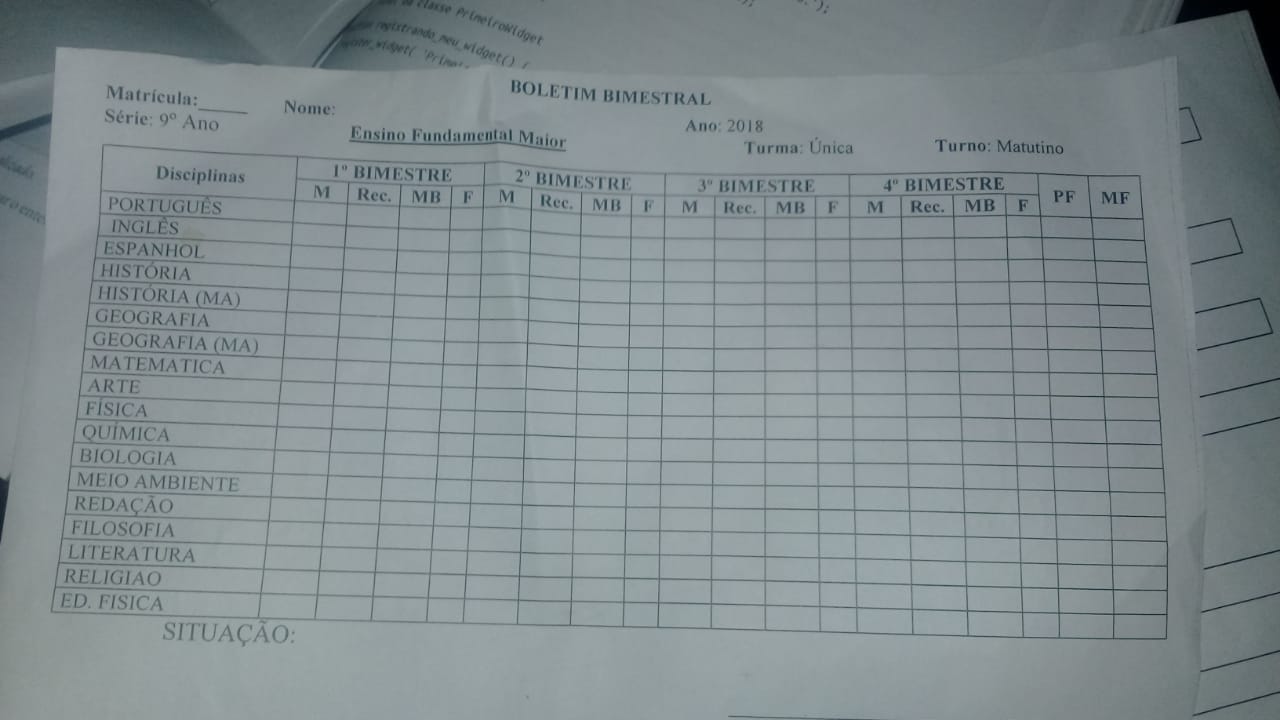 da classe PrimeiroWidget
registrando_meu_widget() {
BOLETIM BIMESTRAL
Matrícula:_____ Nome:
Série: 9º Ano Ano: 2018
Ensino Fundamental Maior Turma: Única Turno: Matutino
Disciplinas 1º BIMESTRE 2º BIMESTRE 3º BIMESTRE 4º BIMESTRE PF MF
M Rec. MB F M Rec. MB F M Rec. MB F M Rec. MB F
PORTUGUÊS
INGLÊS
ESPANHOL
HISTÓRIA
HISTÓRIA (MA)
GEOGRAFIA
GEOGRAFIA (MA)
MATEMATICA
ARTE
FÍSICA
QUÍMICA
BIOLOGIA
MEIO AMBIENTE
REDAÇÃO
FILOSOFIA
LITERATURA
RELIGIAO
ED. FISICA
SITUAÇÃO: